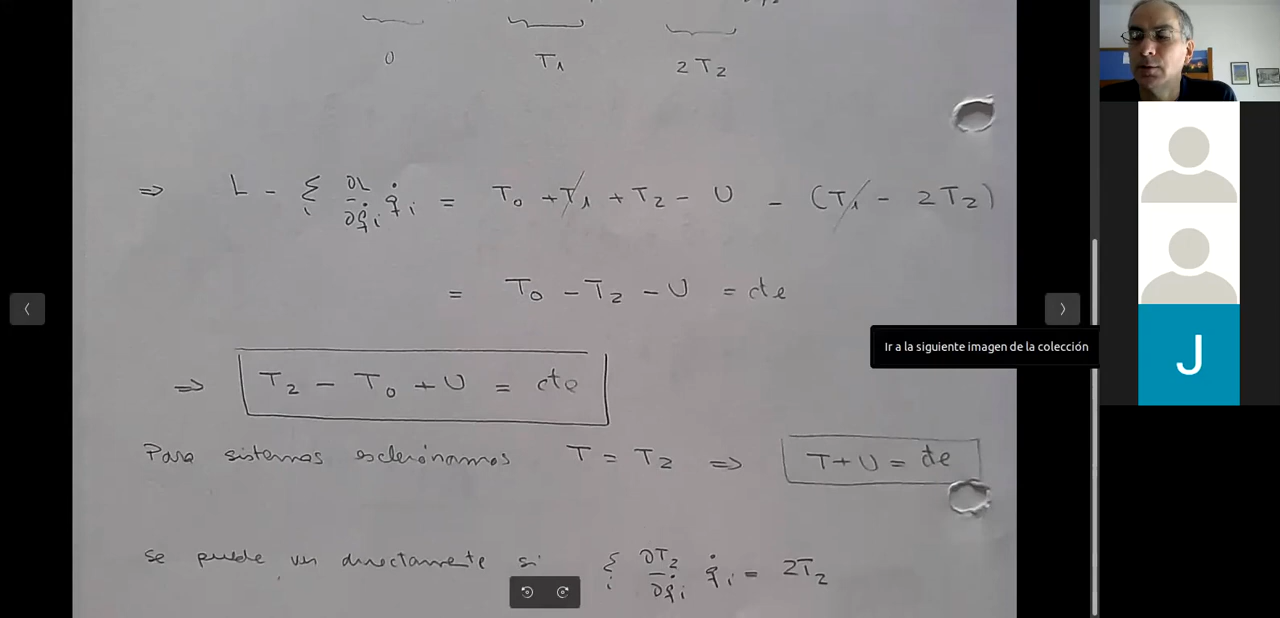 0 T₁ 2T₂
⇒ L - Σᵢ ∂L/∂q̇ᵢ q̇ᵢ = T₀ + T₁ + T₂ - U - (T₁ - 2T₂)
= T₀ - T₂ - U = cte
⇒ T₂ - T₀ + U = cte
Para sistemas esclerónomos T = T₂ ⇒ T + U = cte
Se puede ver directamente si Σᵢ ∂T₂/∂q̇ᵢ q̇ᵢ = 2T₂
Ir a la siguiente imagen de la colección
J